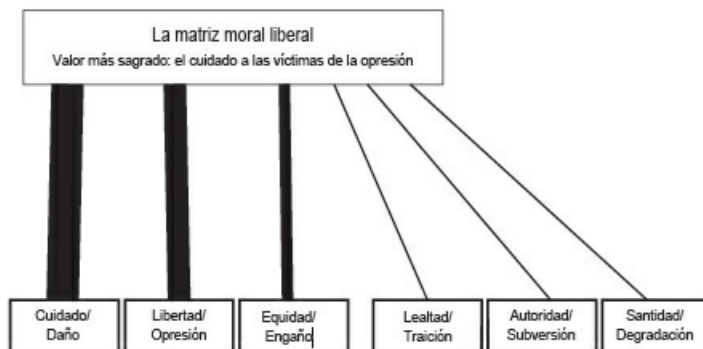 La matriz moral liberal
Valor más sagrado: el cuidado a las víctimas de la opresión
Cuidado/
Daño
Libertad/
Opresión
Equidad/
Engaño
Lealtad/
Traición
Autoridad/
Subversión
Santidad/
Degradación